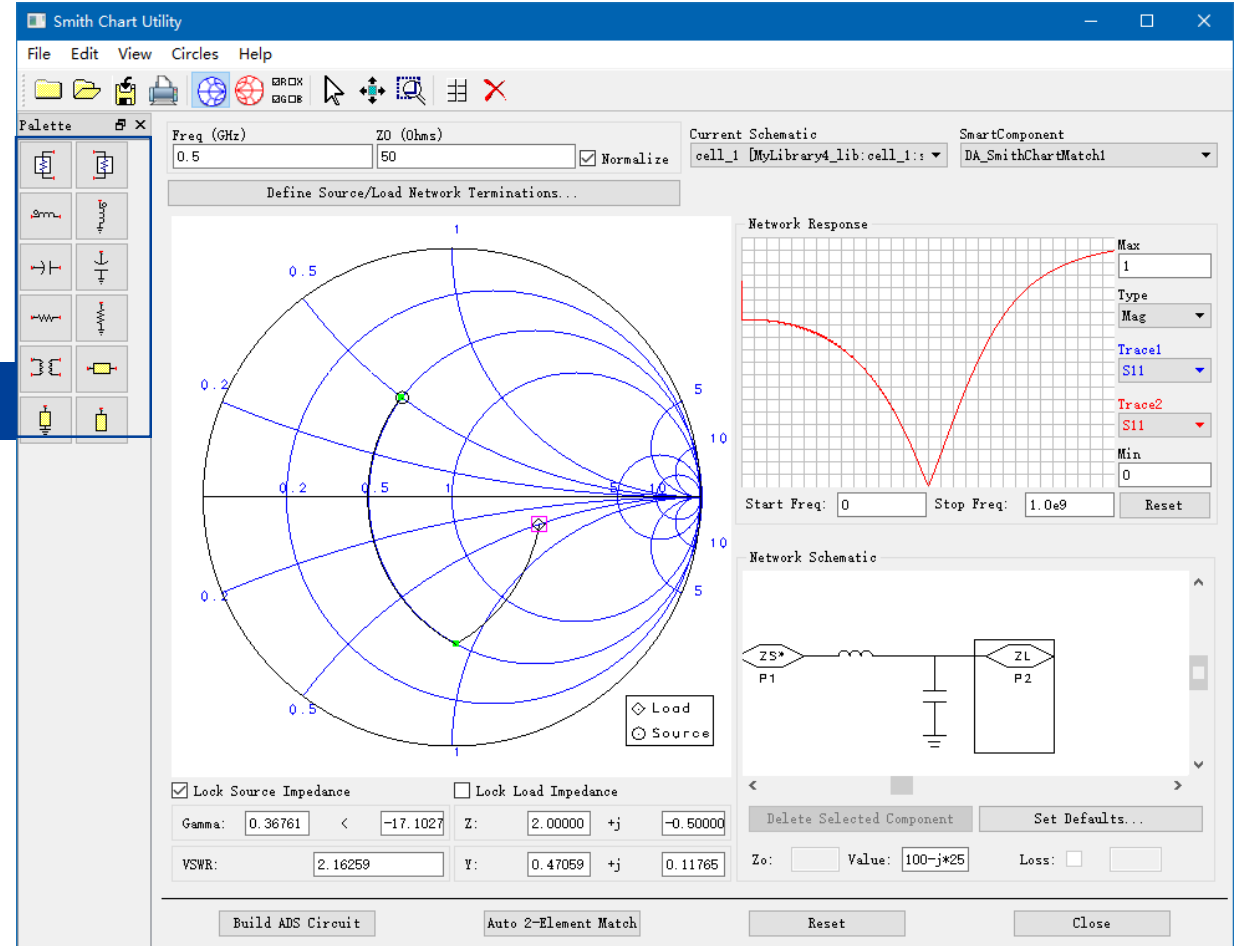 Smith Chart Utility
File Edit View Circles Help
Palette
Freq (GHz) Z0 (Ohms)
0.5 50 Normalize
Current Schematic SmartComponent
cell_1 [MyLibrary4_lib:cell_1:s DA_SmithChartMatch1
Define Source/Load Network Terminations...
1
0.5
0.2
5
10
0.2 0.5 1 5 10
10
5
0.2
0.5
1
Load
Source
Network Response
Max
1
Type
Mag
Trace1
S11
Trace2
S11
Min
0
Start Freq: 0 Stop Freq: 1.0e9 Reset
Network Schematic
ZS* ZL
P1 P2
Lock Source Impedance Lock Load Impedance
Gamma: 0.36761 < -17.1027 Z: 2.00000 +j -0.50000
VSWR: 2.16259 Y: 0.47059 +j 0.11765
Delete Selected Component Set Defaults...
Zo: Value: 100-j*25 Loss:
Build ADS Circuit Auto 2-Element Match Reset Close